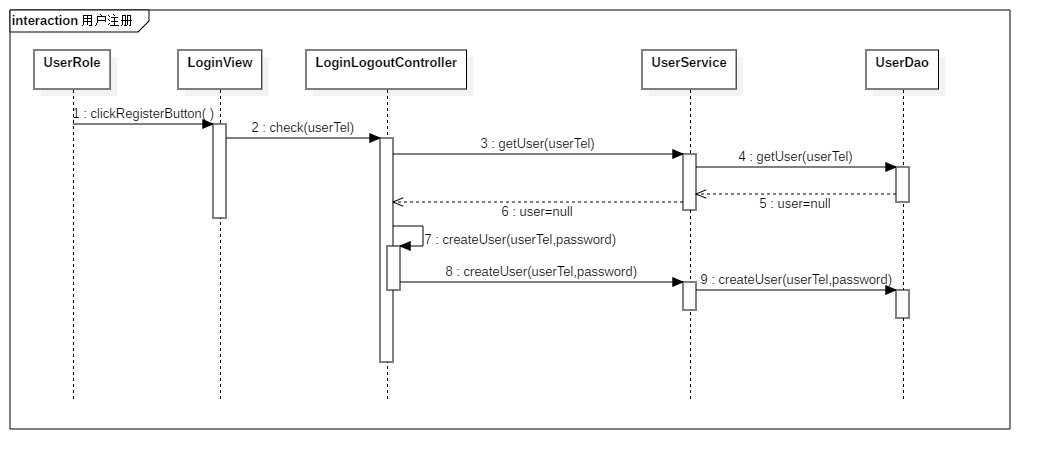 interaction 用户注册
UserRole
LoginView
LoginLogoutController
UserService
UserDao
1 : clickRegisterButton( )
2 : check(userTel)
3 : getUser(userTel)
4 : getUser(userTel)
5 : user=null
6 : user=null
7 : createUser(userTel,password)
8 : createUser(userTel,password)
9 : createUser(userTel,password)